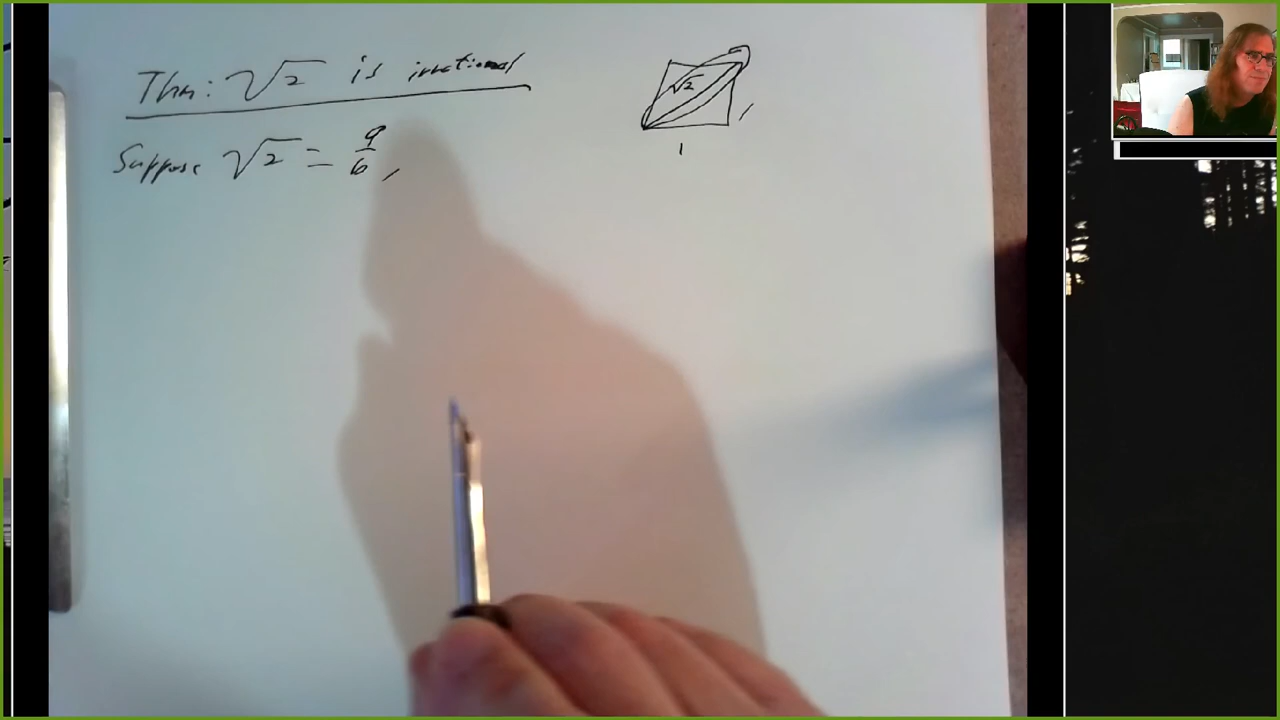 Thm: √2 is irrational
Suppose √2 = a/b,
√2
1
1